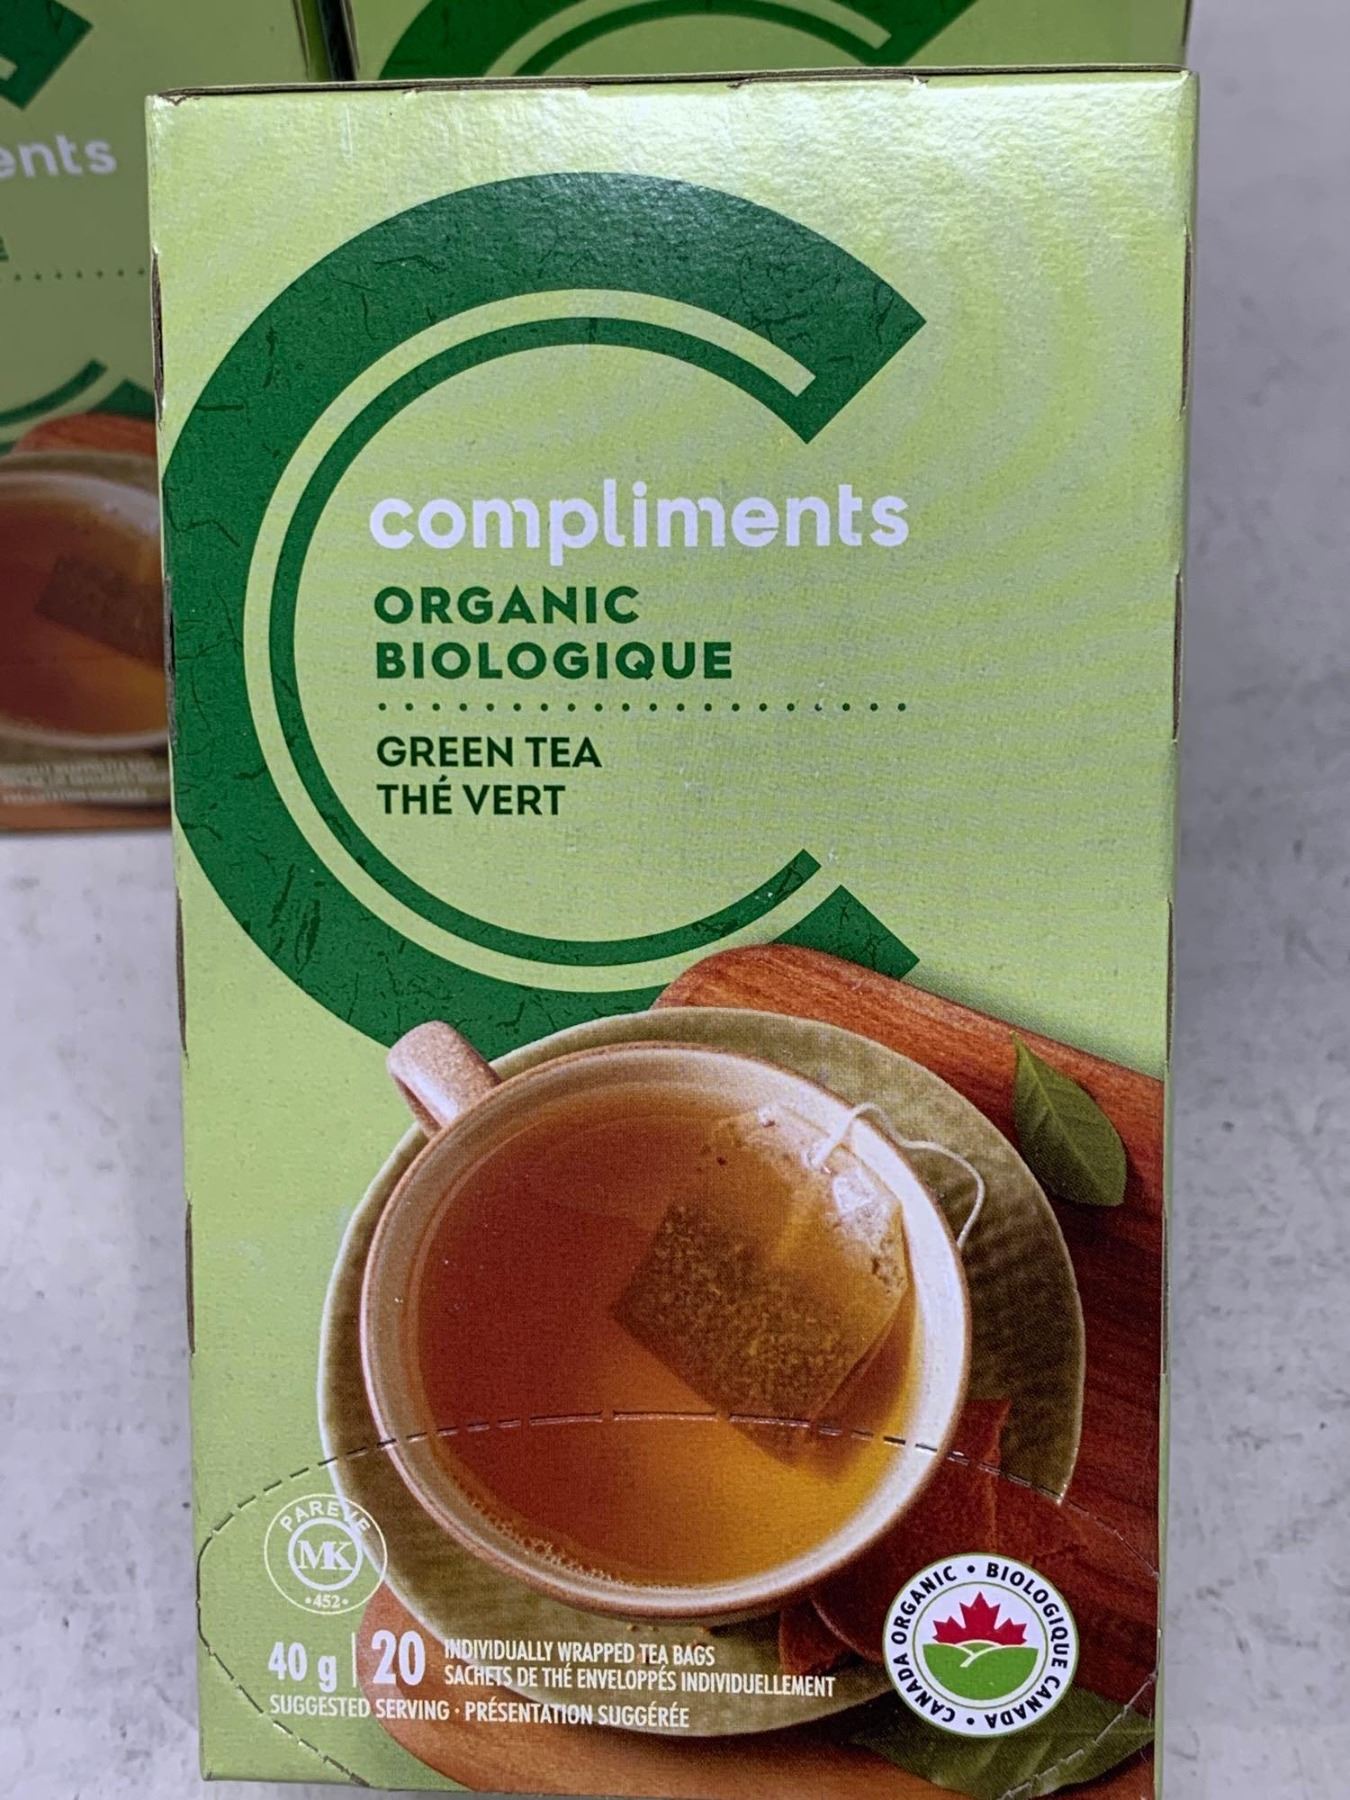 ents
compliments
ORGANIC
BIOLOGIQUE
GREEN TEA
THÉ VERT
PAREVE
MK
•452•
40 g | 20
INDIVIDUALLY WRAPPED TEA BAGS
SACHETS DE THÉ ENVELOPPÉS INDIVIDUELLEMENT
SUGGESTED SERVING · PRÉSENTATION SUGGÉRÉE
CANADA ORGANIC • BIOLOGIQUE CANADA •